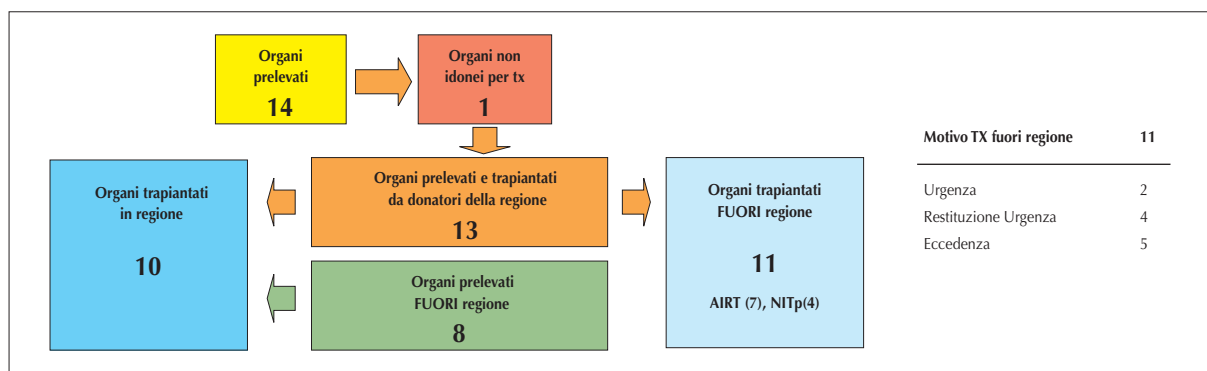 Organi
prelevati
14
Organi non
idonei per tx
1
Organi trapiantati
in regione
10
Organi prelevati e trapiantati
da donatori della regione
13
Organi prelevati
FUORI regione
8
Organi trapiantati
FUORI regione
11
AIRT (7), NITp(4)
Motivo TX fuori regione 11
Urgenza 2
Restituzione Urgenza 4
Eccedenza 5